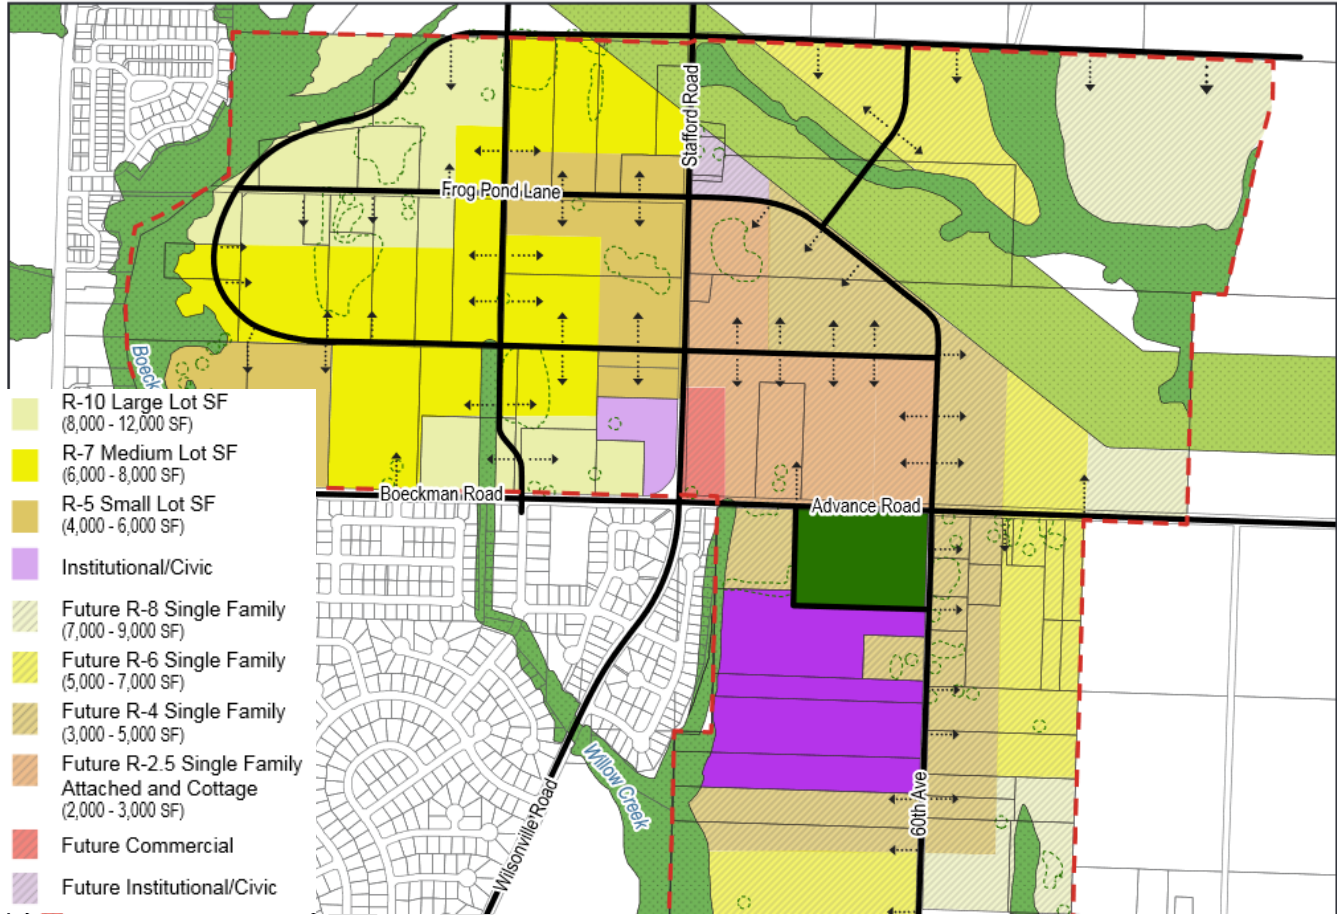 Stafford Road
Frog Pond Lane
Boeck
Boeckman Road
Advance Road
60th Ave
Wilsonville Road
Willow Creek
R-10 Large Lot SF
(8,000 - 12,000 SF)
R-7 Medium Lot SF
(6,000 - 8,000 SF)
R-5 Small Lot SF
(4,000 - 6,000 SF)
Institutional/Civic
Future R-8 Single Family
(7,000 - 9,000 SF)
Future R-6 Single Family
(5,000 - 7,000 SF)
Future R-4 Single Family
(3,000 - 5,000 SF)
Future R-2.5 Single Family
Attached and Cottage
(2,000 - 3,000 SF)
Future Commercial
Future Institutional/Civic